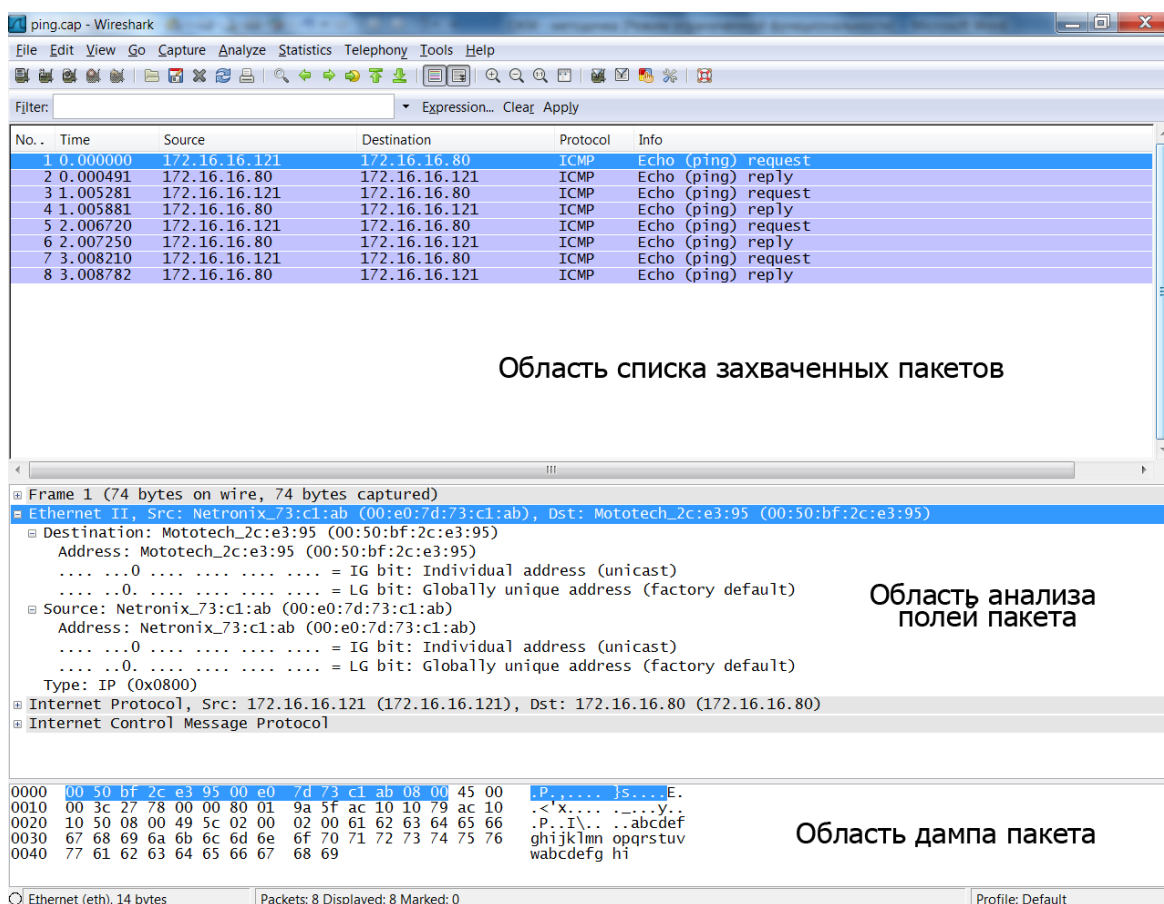 ping.cap - Wireshark
File Edit View Go Capture Analyze Statistics Telephony Tools Help
Filter: Expression... Clear Apply
No. . Time Source Destination Protocol Info
1 0.000000 172.16.16.121 172.16.16.80 ICMP Echo (ping) request
2 0.000491 172.16.16.80 172.16.16.121 ICMP Echo (ping) reply
3 1.005281 172.16.16.121 172.16.16.80 ICMP Echo (ping) request
4 1.005881 172.16.16.80 172.16.16.121 ICMP Echo (ping) reply
5 2.006720 172.16.16.121 172.16.16.80 ICMP Echo (ping) request
6 2.007250 172.16.16.80 172.16.16.121 ICMP Echo (ping) reply
7 3.008210 172.16.16.121 172.16.16.80 ICMP Echo (ping) request
8 3.008782 172.16.16.80 172.16.16.121 ICMP Echo (ping) reply
Область списка захваченных пакетов
Frame 1 (74 bytes on wire, 74 bytes captured)
Ethernet II, Src: Netronix_73:c1:ab (00:e0:7d:73:c1:ab), Dst: Mototech_2c:e3:95 (00:50:bf:2c:e3:95)
Destination: Mototech_2c:e3:95 (00:50:bf:2c:e3:95)
Address: Mototech_2c:e3:95 (00:50:bf:2c:e3:95)
.... ...0 .... .... .... .... = IG bit: Individual address (unicast)
.... ..0. .... .... .... .... = LG bit: Globally unique address (factory default)
Source: Netronix_73:c1:ab (00:e0:7d:73:c1:ab)
Address: Netronix_73:c1:ab (00:e0:7d:73:c1:ab)
.... ...0 .... .... .... .... = IG bit: Individual address (unicast)
.... ..0. .... .... .... .... = LG bit: Globally unique address (factory default)
Type: IP (0x0800)
Internet Protocol, Src: 172.16.16.121 (172.16.16.121), Dst: 172.16.16.80 (172.16.16.80)
Internet Control Message Protocol
Область анализа
полей пакета
0000 00 50 bf 2c e3 95 00 e0 7d 73 c1 ab 08 00 45 00 .P.,.... }s....E.
0010 00 3c 27 78 00 00 80 01 9a 5f ac 10 10 79 ac 10 .<'x.... ._...y..
0020 10 50 08 00 49 5c 02 00 02 00 61 62 63 64 65 66 .P..I\.. ..abcdef
0030 67 68 69 6a 6b 6c 6d 6e 6f 70 71 72 73 74 75 76 ghijklmn opqrstuv
0040 77 61 62 63 64 65 66 67 68 69 wabcdefg hi
Область дампа пакета
Ethernet (eth), 14 bytes Packets: 8 Displayed: 8 Marked: 0 Profile: Default